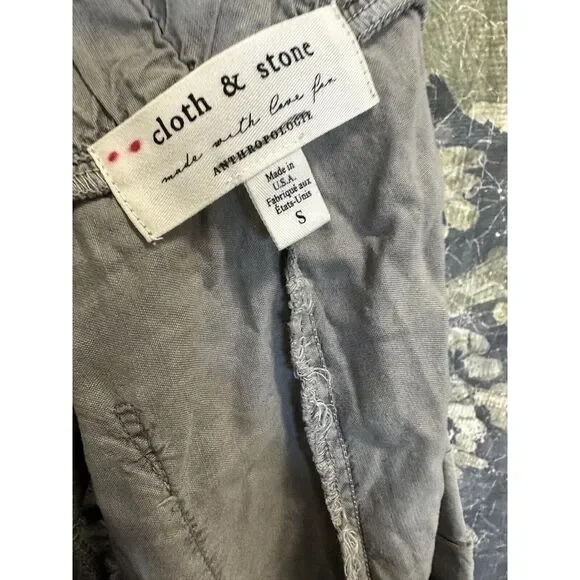 cloth & stone
made with love for
ANTHROPOLOGIE
Made in
U.S.A.
Fabriqué aux
États-Unis
S